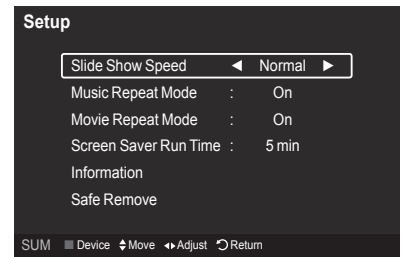 Setup
Slide Show Speed ◀ Normal ▶
Music Repeat Mode : On
Movie Repeat Mode : On
Screen Saver Run Time : 5 min
Information
Safe Remove
SUM Device Move Adjust Return